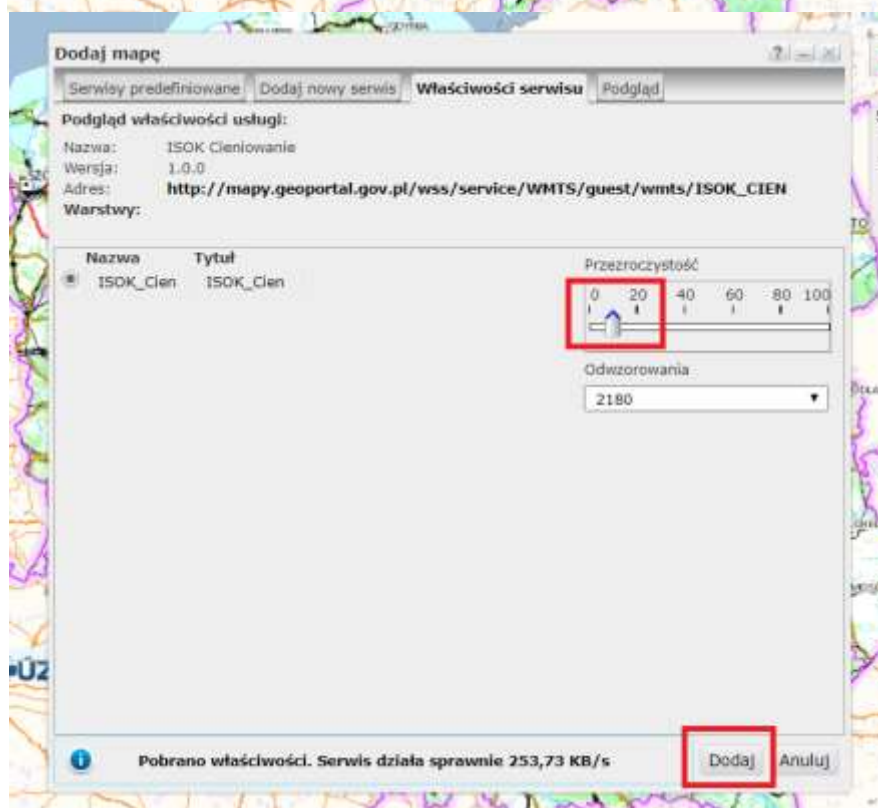 GDYNIA
Dodaj mapę
? – ×
Serwisy predefiniowane Dodaj nowy serwis Właściwości serwisu Podgląd
Podgląd właściwości usługi:
Nazwa: ISOK Cieniowanie
Wersja: 1.0.0
Adres: http://mapy.geoportal.gov.pl/wss/service/WMTS/guest/wmts/ISOK_CIEN
Warstwy:
Nazwa Tytuł
ISOK_Cien ISOK_Cien
Przezroczystość
0 20 40 60 80 100
Odwzorowania
2180
ÚZ
Pobrano właściwości. Serwis działa sprawnie 253,73 KB/s
Dodaj Anuluj